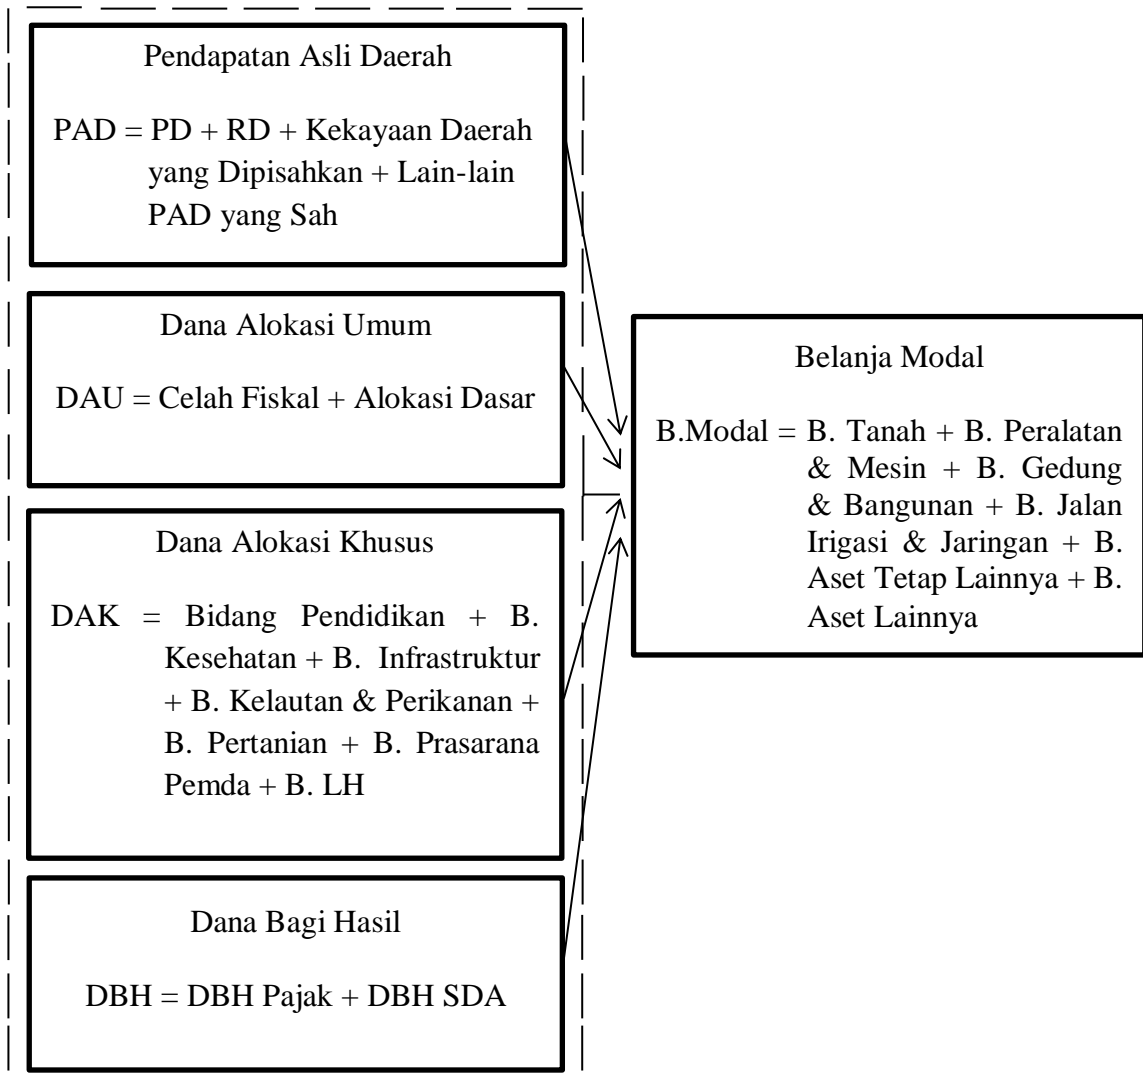 Pendapatan Asli Daerah
PAD = PD + RD + Kekayaan Daerah
yang Dipisahkan + Lain-lain
PAD yang Sah
Dana Alokasi Umum
DAU = Celah Fiskal + Alokasi Dasar
Dana Alokasi Khusus
DAK = Bidang Pendidikan + B.
Kesehatan + B. Infrastruktur
+ B. Kelautan & Perikanan +
B. Pertanian + B. Prasarana
Pemda + B. LH
Dana Bagi Hasil
DBH = DBH Pajak + DBH SDA
Belanja Modal
B.Modal = B. Tanah + B. Peralatan
& Mesin + B. Gedung
& Bangunan + B. Jalan
Irigasi & Jaringan + B.
Aset Tetap Lainnya + B.
Aset Lainnya